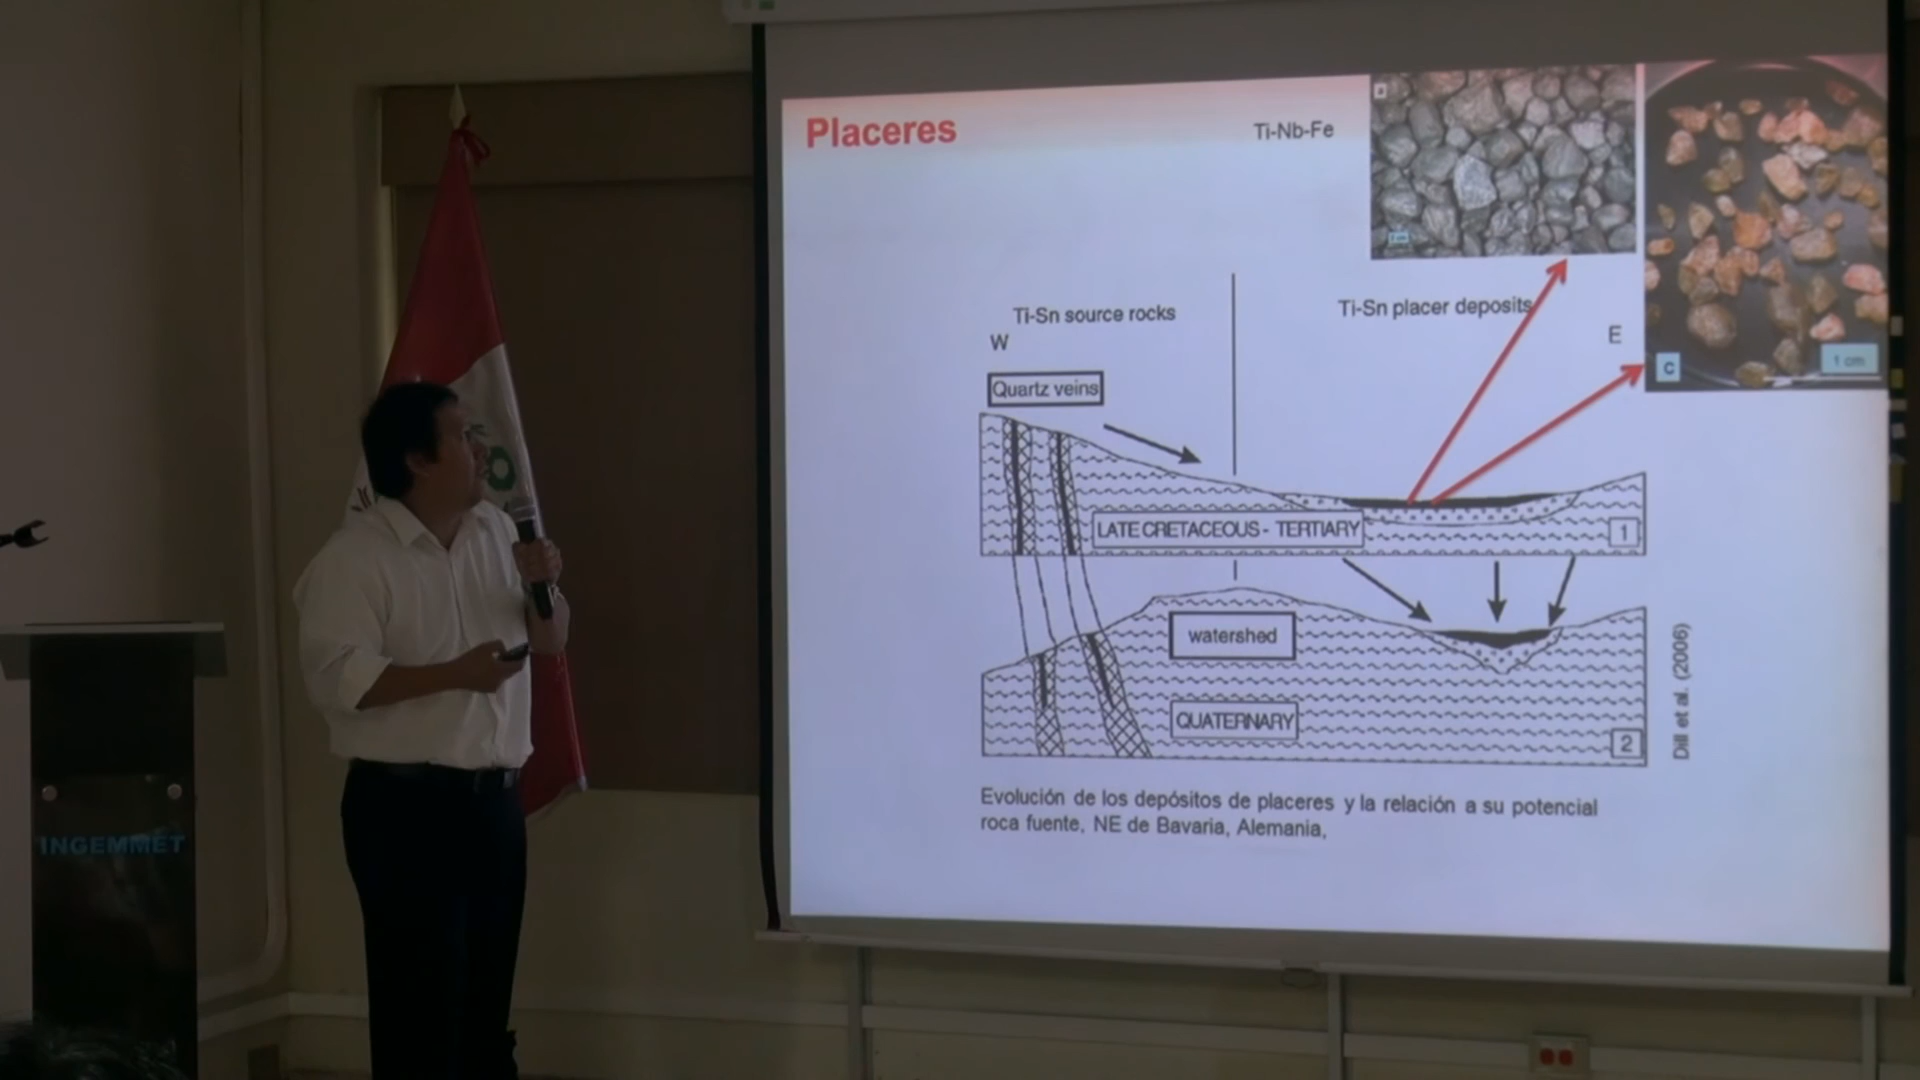 Placeres
Ti-Nb-Fe
Ti-Sn source rocks
Ti-Sn placer deposits
W
E
Quartz veins
C
1 cm
LATE CRETACEOUS - TERTIARY
1
watershed
QUATERNARY
2
Dill et al. (2006)
Evolución de los depósitos de placeres y la relación a su potencial
roca fuente, NE de Bavaria, Alemania,
INGEMMET